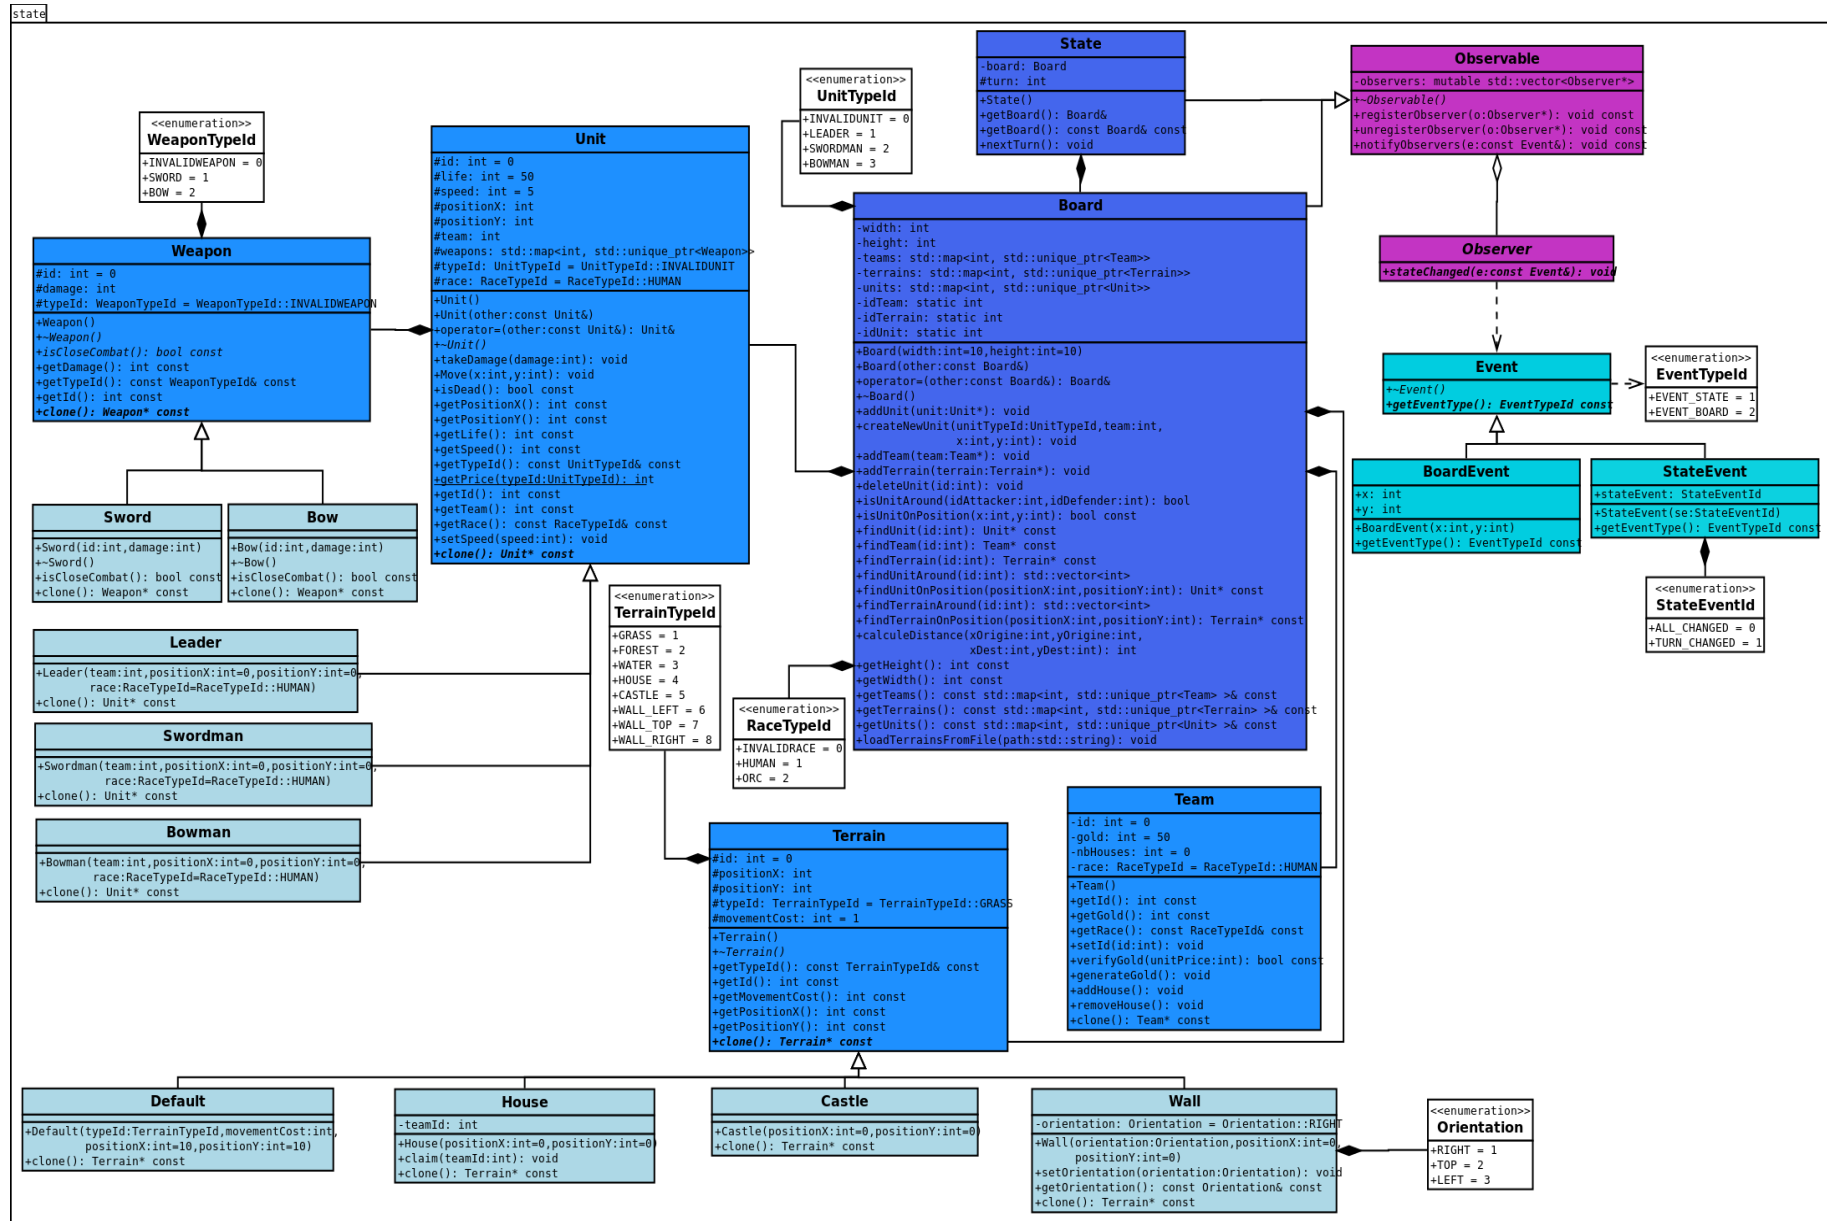 state
<<enumeration>>
WeaponTypeId
+INVALIDWEAPON = 0
+SWORD = 1
+BOW = 2
Weapon
#id: int = 0
#damage: int
#typeId: WeaponTypeId = WeaponTypeId::INVALIDWEAPON
+Weapon()
+~Weapon()
+isCloseCombat(): bool const
+getDamage(): int const
+getTypeId(): const WeaponTypeId& const
+getId(): int const
+clone(): Weapon* const
Sword
+Sword(id:int,damage:int)
+~Sword()
+isCloseCombat(): bool const
+clone(): Weapon* const
Bow
+Bow(id:int,damage:int)
+~Bow()
+isCloseCombat(): bool const
+clone(): Weapon* const
Unit
#id: int = 0
#life: int = 50
#speed: int = 5
#positionX: int
#positionY: int
#team: int
#weapons: std::map<int, std::unique_ptr<Weapon>>
#typeId: UnitTypeId = UnitTypeId::INVALIDUNIT
#race: RaceTypeId = RaceTypeId::HUMAN
+Unit()
+Unit(other:const Unit&)
+operator=(other:const Unit&): Unit&
+~Unit()
+takeDamage(damage:int): void
+Move(x:int,y:int): void
+isDead(): bool const
+getPositionX(): int const
+getPositionY(): int const
+getLife(): int const
+getSpeed(): int const
+getTypeId(): const UnitTypeId& const
+getPrice(typeId:UnitTypeId): int
+getId(): int const
+getTeam(): int const
+getRace(): const RaceTypeId& const
+setSpeed(speed:int): void
+clone(): Unit* const
Leader
+Leader(team:int,positionX:int=0,positionY:int=0,
race:RaceTypeId=RaceTypeId::HUMAN)
+clone(): Unit* const
Swordman
+Swordman(team:int,positionX:int=0,positionY:int=0,
race:RaceTypeId=RaceTypeId::HUMAN)
+clone(): Unit* const
Bowman
+Bowman(team:int,positionX:int=0,positionY:int=0,
race:RaceTypeId=RaceTypeId::HUMAN)
+clone(): Unit* const
<<enumeration>>
UnitTypeId
+INVALIDUNIT = 0
+LEADER = 1
+SWORDMAN = 2
+BOWMAN = 3
State
-board: Board
#turn: int
+State()
+getBoard(): Board&
+getBoard(): const Board& const
+nextTurn(): void
Observable
-observers: mutable std::vector<Observer*>
+~Observable()
+registerObserver(o:Observer*): void const
+unregisterObserver(o:Observer*): void const
+notifyObservers(e:const Event&): void const
Observer
+stateChanged(e:const Event&): void
Event
+~Event()
+getEventType(): EventTypeId const
<<enumeration>>
EventTypeId
+EVENT_STATE = 1
+EVENT_BOARD = 2
BoardEvent
+x: int
+y: int
+BoardEvent(x:int,y:int)
+getEventType(): EventTypeId const
StateEvent
+stateEvent: StateEventId
+StateEvent(se:StateEventId)
+getEventType(): EventTypeId const
<<enumeration>>
StateEventId
+ALL_CHANGED = 0
+TURN_CHANGED = 1
Board
-width: int
-height: int
-teams: std::map<int, std::unique_ptr<Team>>
-terrains: std::map<int, std::unique_ptr<Terrain>>
-units: std::map<int, std::unique_ptr<Unit>>
-idTeam: static int
-idTerrain: static int
-idUnit: static int
+Board(width:int=10,height:int=10)
+Board(other:const Board&)
+operator=(other:const Board&): Board&
+~Board()
+addUnit(unit:Unit*): void
+createNewUnit(unitTypeId:UnitTypeId,team:int,
x:int,y:int): void
+addTeam(team:Team*): void
+addTerrain(terrain:Terrain*): void
+deleteUnit(id:int): void
+isUnitAround(idAttacker:int,idDefender:int): bool
+isUnitOnPosition(x:int,y:int): bool const
+findUnit(id:int): Unit* const
+findTeam(id:int): Team* const
+findTerrain(id:int): Terrain* const
+findUnitAround(id:int): std::vector<int>
+findUnitOnPosition(positionX:int,positionY:int): Unit* const
+findTerrainAround(id:int): std::vector<int>
+findTerrainOnPosition(positionX:int,positionY:int): Terrain* const
+calculeDistance(xOrigine:int,yOrigine:int,
xDest:int,yDest:int): int
+getHeight(): int const
+getWidth(): int const
+getTeams(): const std::map<int, std::unique_ptr<Team> >& const
+getTerrains(): const std::map<int, std::unique_ptr<Terrain> >& const
+getUnits(): const std::map<int, std::unique_ptr<Unit> >& const
+loadTerrainsFromFile(path:std::string): void
<<enumeration>>
TerrainTypeId
+GRASS = 1
+FOREST = 2
+WATER = 3
+HOUSE = 4
+CASTLE = 5
+WALL_LEFT = 6
+WALL_TOP = 7
+WALL_RIGHT = 8
<<enumeration>>
RaceTypeId
+INVALIDRACE = 0
+HUMAN = 1
+ORC = 2
Terrain
#id: int = 0
#positionX: int
#positionY: int
#typeId: TerrainTypeId = TerrainTypeId::GRASS
#movementCost: int = 1
+Terrain()
+~Terrain()
+getTypeId(): const TerrainTypeId& const
+getId(): int const
+getMovementCost(): int const
+getPositionX(): int const
+getPositionY(): int const
+clone(): Terrain* const
Team
-id: int = 0
-gold: int = 50
-nbHouses: int = 0
-race: RaceTypeId = RaceTypeId::HUMAN
+Team()
+getId(): int const
+getGold(): int const
+getRace(): const RaceTypeId& const
+setId(id:int): void
+verifyGold(unitPrice:int): bool const
+generateGold(): void
+addHouse(): void
+removeHouse(): void
+clone(): Team* const
Default
+Default(typeId:TerrainTypeId,movementCost:int,
positionX:int=10,positionY:int=10)
+clone(): Terrain* const
House
-teamId: int
+House(positionX:int=0,positionY:int=0)
+claim(teamId:int): void
+clone(): Terrain* const
Castle
+Castle(positionX:int=0,positionY:int=0)
+clone(): Terrain* const
Wall
-orientation: Orientation = Orientation::RIGHT
+Wall(orientation:Orientation,positionX:int=0,
positionY:int=0)
+setOrientation(orientation:Orientation): void
+getOrientation(): const Orientation& const
+clone(): Terrain* const
<<enumeration>>
Orientation
+RIGHT = 1
+TOP = 2
+LEFT = 3